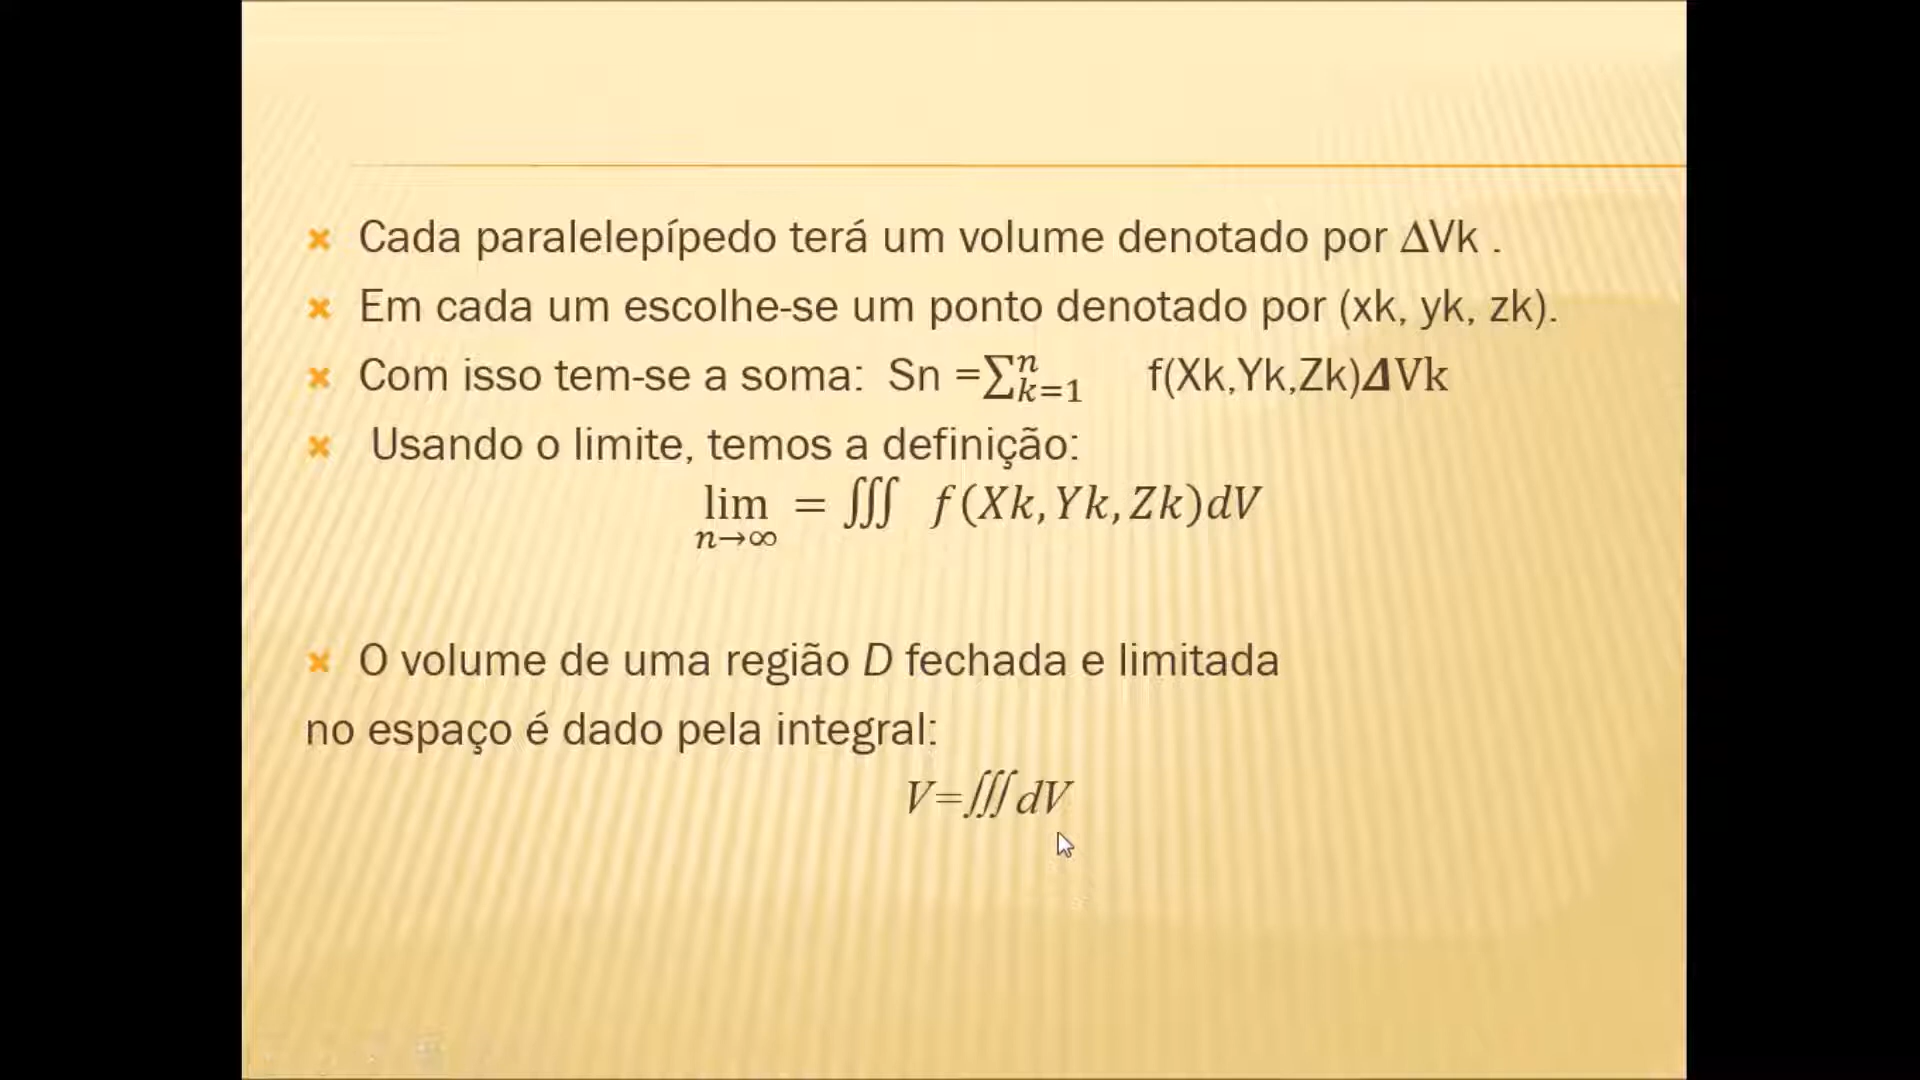 Cada paralelepípedo terá um volume denotado por ΔVk .
Em cada um escolhe-se um ponto denotado por (xk, yk, zk).
Com isso tem-se a soma: Sn =∑ⁿₖ₌₁ f(Xk,Yk,Zk)ΔVk
Usando o limite, temos a definição:
lim n→∞ = ∭ f(Xk,Yk,Zk)dV
O volume de uma região D fechada e limitada
no espaço é dado pela integral:
V=∭dV